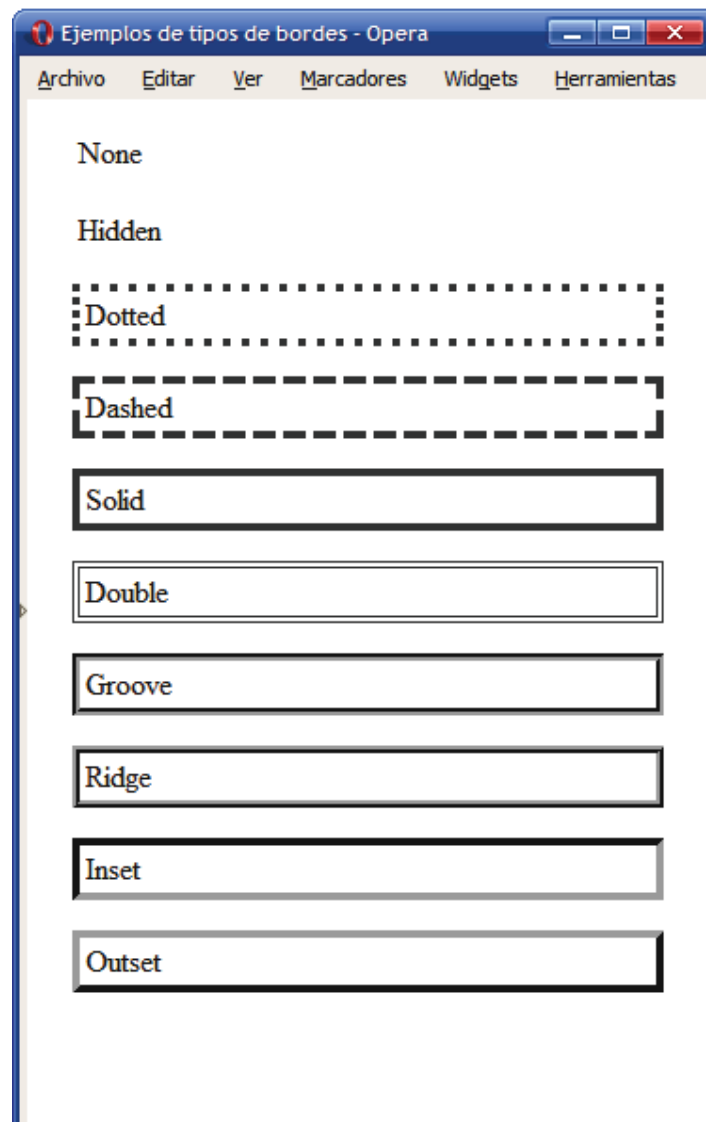 Ejemplos de tipos de bordes - Opera
Archivo Editar Ver Marcadores Widgets Herramientas
None
Hidden
Dotted
Dashed
Solid
Double
Groove
Ridge
Inset
Outset